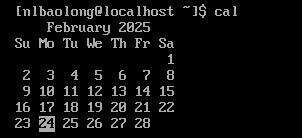 [nlbaolong@localhost ~]$ cal
    February 2025
Su Mo Tu We Th Fr Sa
                   1
 2  3  4  5  6  7  8
 9 10 11 12 13 14 15
16 17 18 19 20 21 22
23 24 25 26 27 28